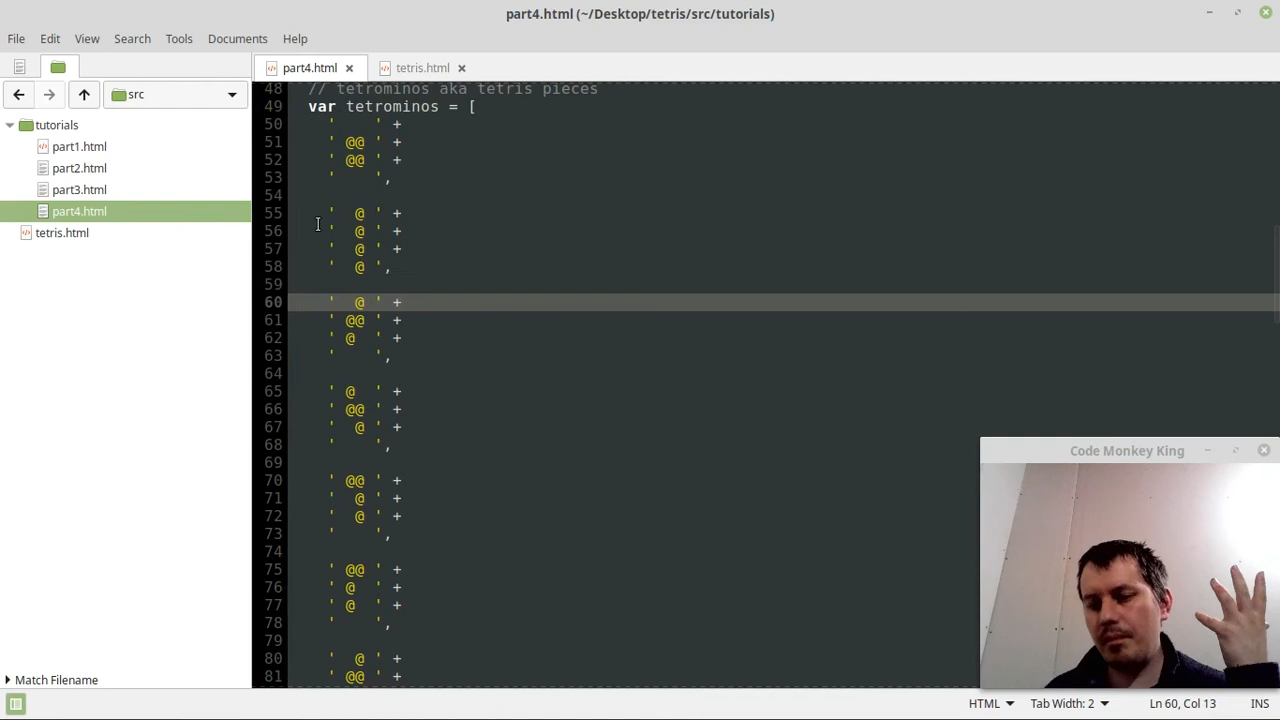 part4.html (~/Desktop/tetris/src/tutorials)
File Edit View Search Tools Documents Help
part4.html tetris.html
src
tutorials
part1.html
part2.html
part3.html
part4.html
tetris.html
48 // tetrominos aka tetris pieces
49 var tetrominos = [
50 '    ' +
51 ' @@ ' +
52 ' @@ ' +
53 '    ',
54
55 '  @ ' +
56 '  @ ' +
57 '  @ ' +
58 '  @ ',
59
60 '  @ ' +
61 ' @@ ' +
62 ' @  ' +
63 '    ',
64
65 ' @  ' +
66 ' @@ ' +
67 '  @ ' +
68 '    ',
69
70 ' @@ ' +
71 '  @ ' +
72 '  @ ' +
73 '    ',
74
75 ' @@ ' +
76 ' @  ' +
77 ' @  ' +
78 '    ',
79
80 '  @ ' +
81 ' @@ ' +
Code Monkey King
Match Filename
HTML Tab Width: 2 Ln 60, Col 13 INS